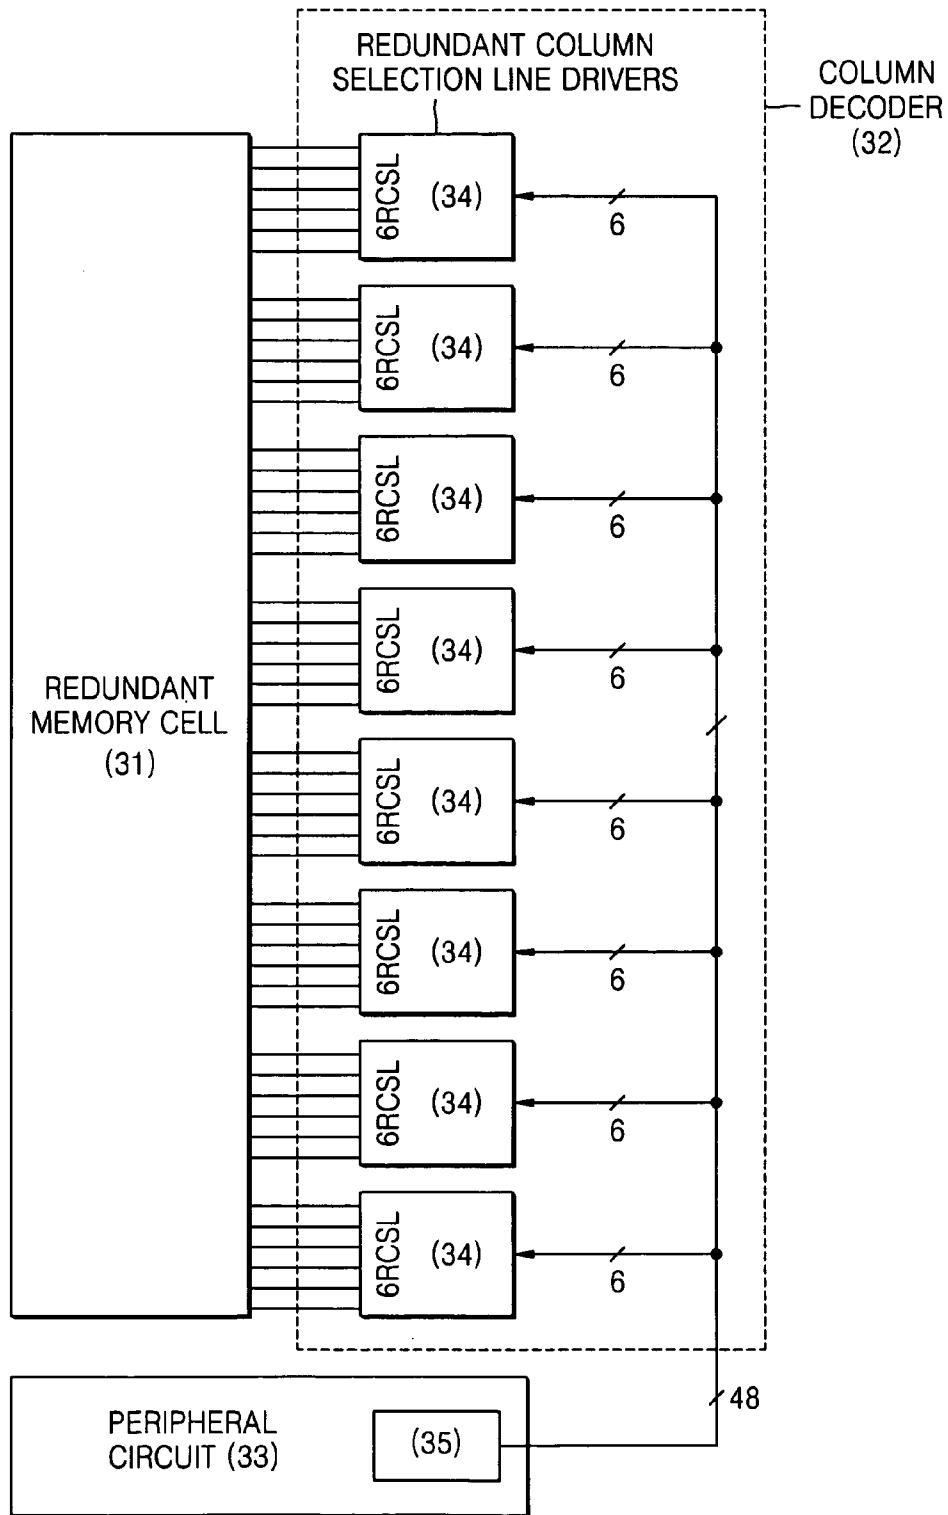 REDUNDANT COLUMN
SELECTION LINE DRIVERS
COLUMN
DECODER
(32)
6RCSL
(34)
6
6RCSL
(34)
6
6RCSL
(34)
6
6RCSL
(34)
6
REDUNDANT
MEMORY CELL
(31)
6RCSL
(34)
6
6RCSL
(34)
6
6RCSL
(34)
6
6RCSL
(34)
6
48
PERIPHERAL
CIRCUIT (33)
(35)